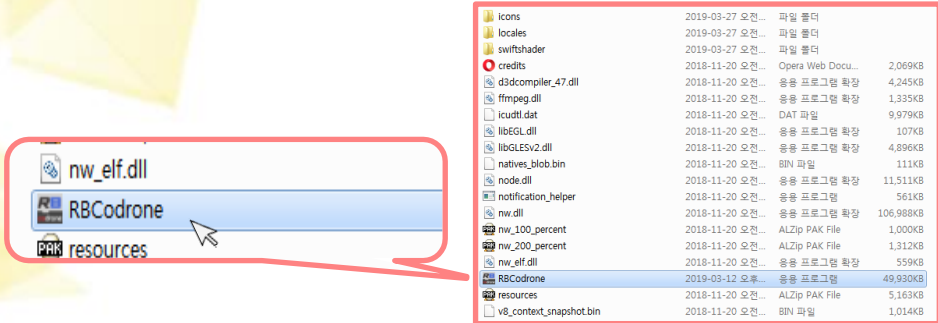 nw_elf.dll
RBCodrone
resources
icons 2019-03-27 오전... 파일 폴더
locales 2019-03-27 오전... 파일 폴더
swiftshader 2019-03-27 오전... 파일 폴더
credits 2018-11-20 오전... Opera Web Docu... 2,069KB
d3dcompiler_47.dll 2018-11-20 오전... 응용 프로그램 확장 4,245KB
ffmpeg.dll 2018-11-20 오전... 응용 프로그램 확장 1,335KB
icudtl.dat 2018-11-20 오전... DAT 파일 9,979KB
libEGL.dll 2018-11-20 오전... 응용 프로그램 확장 107KB
libGLESv2.dll 2018-11-20 오전... 응용 프로그램 확장 4,896KB
natives_blob.bin 2018-11-20 오전... BIN 파일 111KB
node.dll 2018-11-20 오전... 응용 프로그램 확장 11,511KB
notification_helper 2018-11-20 오전... 응용 프로그램 561KB
nw.dll 2018-11-20 오전... 응용 프로그램 확장 106,988KB
nw_100_percent 2018-11-20 오전... ALZip PAK File 1,000KB
nw_200_percent 2018-11-20 오전... ALZip PAK File 1,312KB
nw_elf.dll 2018-11-20 오전... 응용 프로그램 확장 559KB
RBCodrone 2019-03-12 오후... 응용 프로그램 49,930KB
resources 2018-11-20 오전... ALZip PAK File 5,163KB
v8_context_snapshot.bin 2018-11-20 오전... BIN 파일 1,014KB